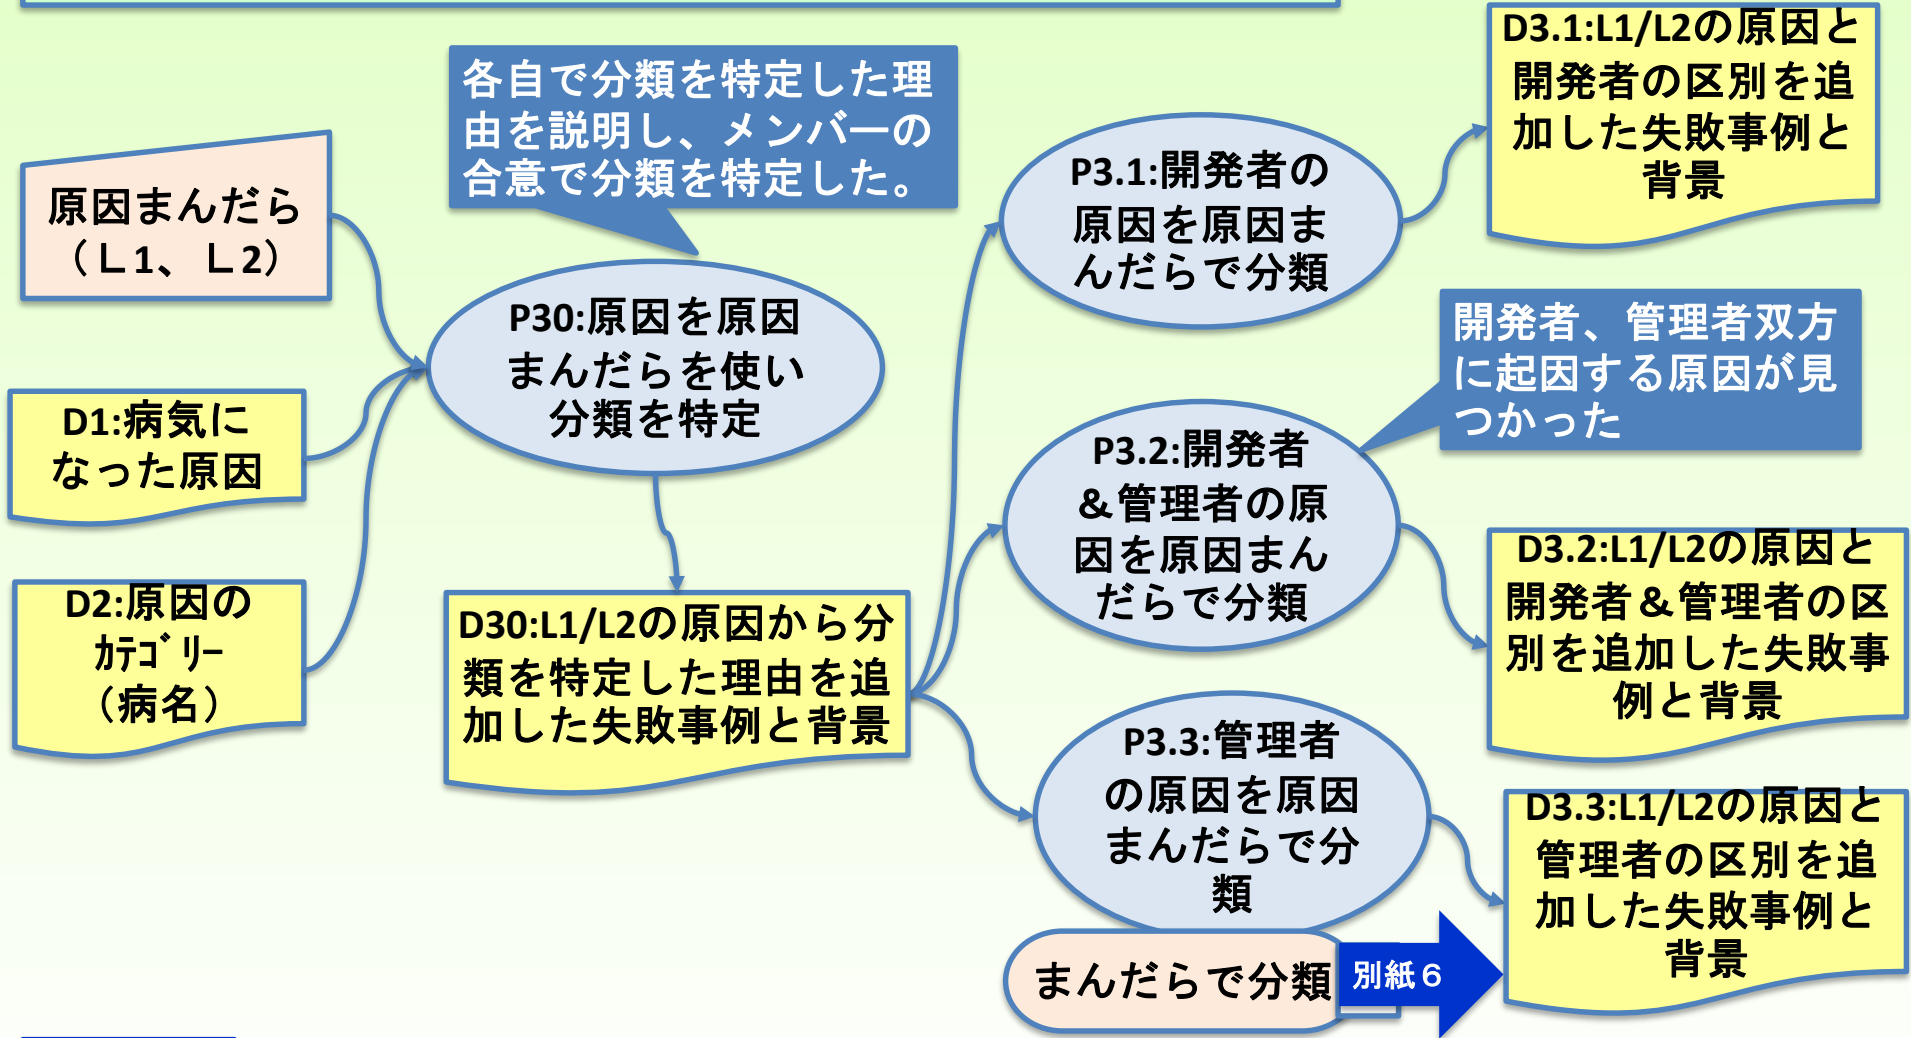 各自で分類を特定した理
由を説明し、メンバーの
合意で分類を特定した。
原因まんだら
（Ｌ1、Ｌ2）
D1:病気に
なった原因
D2:原因の
ｶﾃｺﾞﾘｰ
（病名）
P30:原因を原因
まんだらを使い
分類を特定
D30:L1/L2の原因から分
類を特定した理由を追
加した失敗事例と背景
P3.1:開発者の
原因を原因ま
んだらで分類
開発者、管理者双方
に起因する原因が見
つかった
P3.2:開発者
＆管理者の原
因を原因まん
だらで分類
P3.3:管理者
の原因を原因
まんだらで分
類
まんだらで分類
別紙６
D3.1:L1/L2の原因と
開発者の区別を追
加した失敗事例と
背景
D3.2:L1/L2の原因と
開発者＆管理者の区
別を追加した失敗事
例と背景
D3.3:L1/L2の原因と
管理者の区別を追
加した失敗事例と
背景